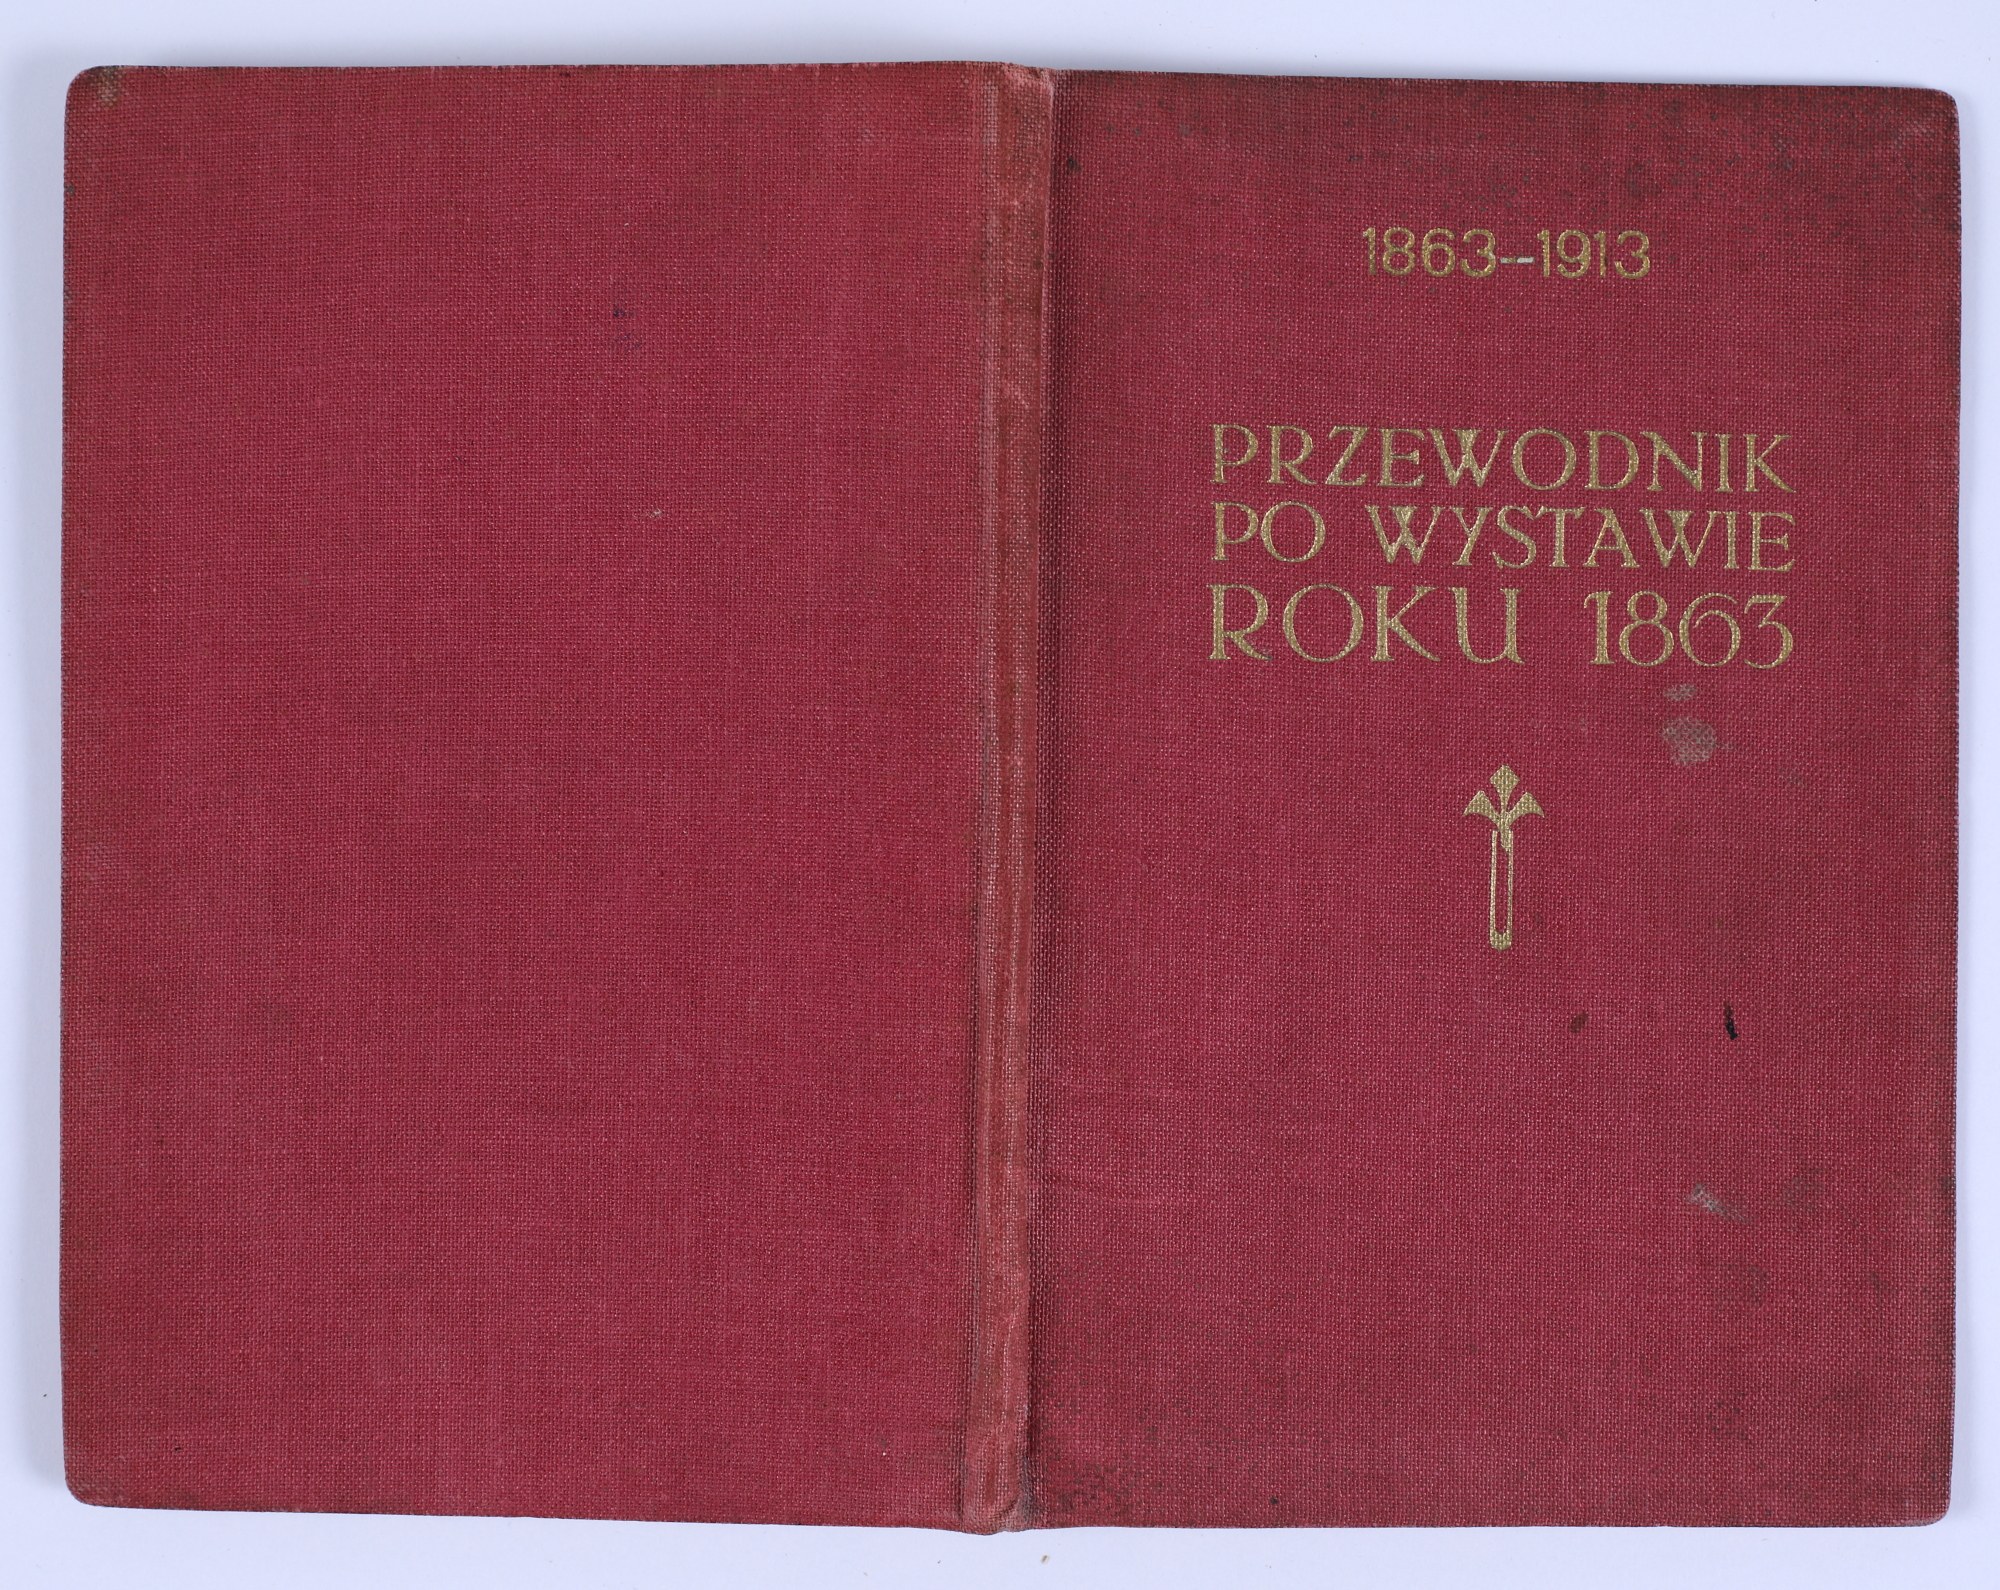 1863–1913
PRZEWODNIK
PO WYSTAWIE
ROKU 1863